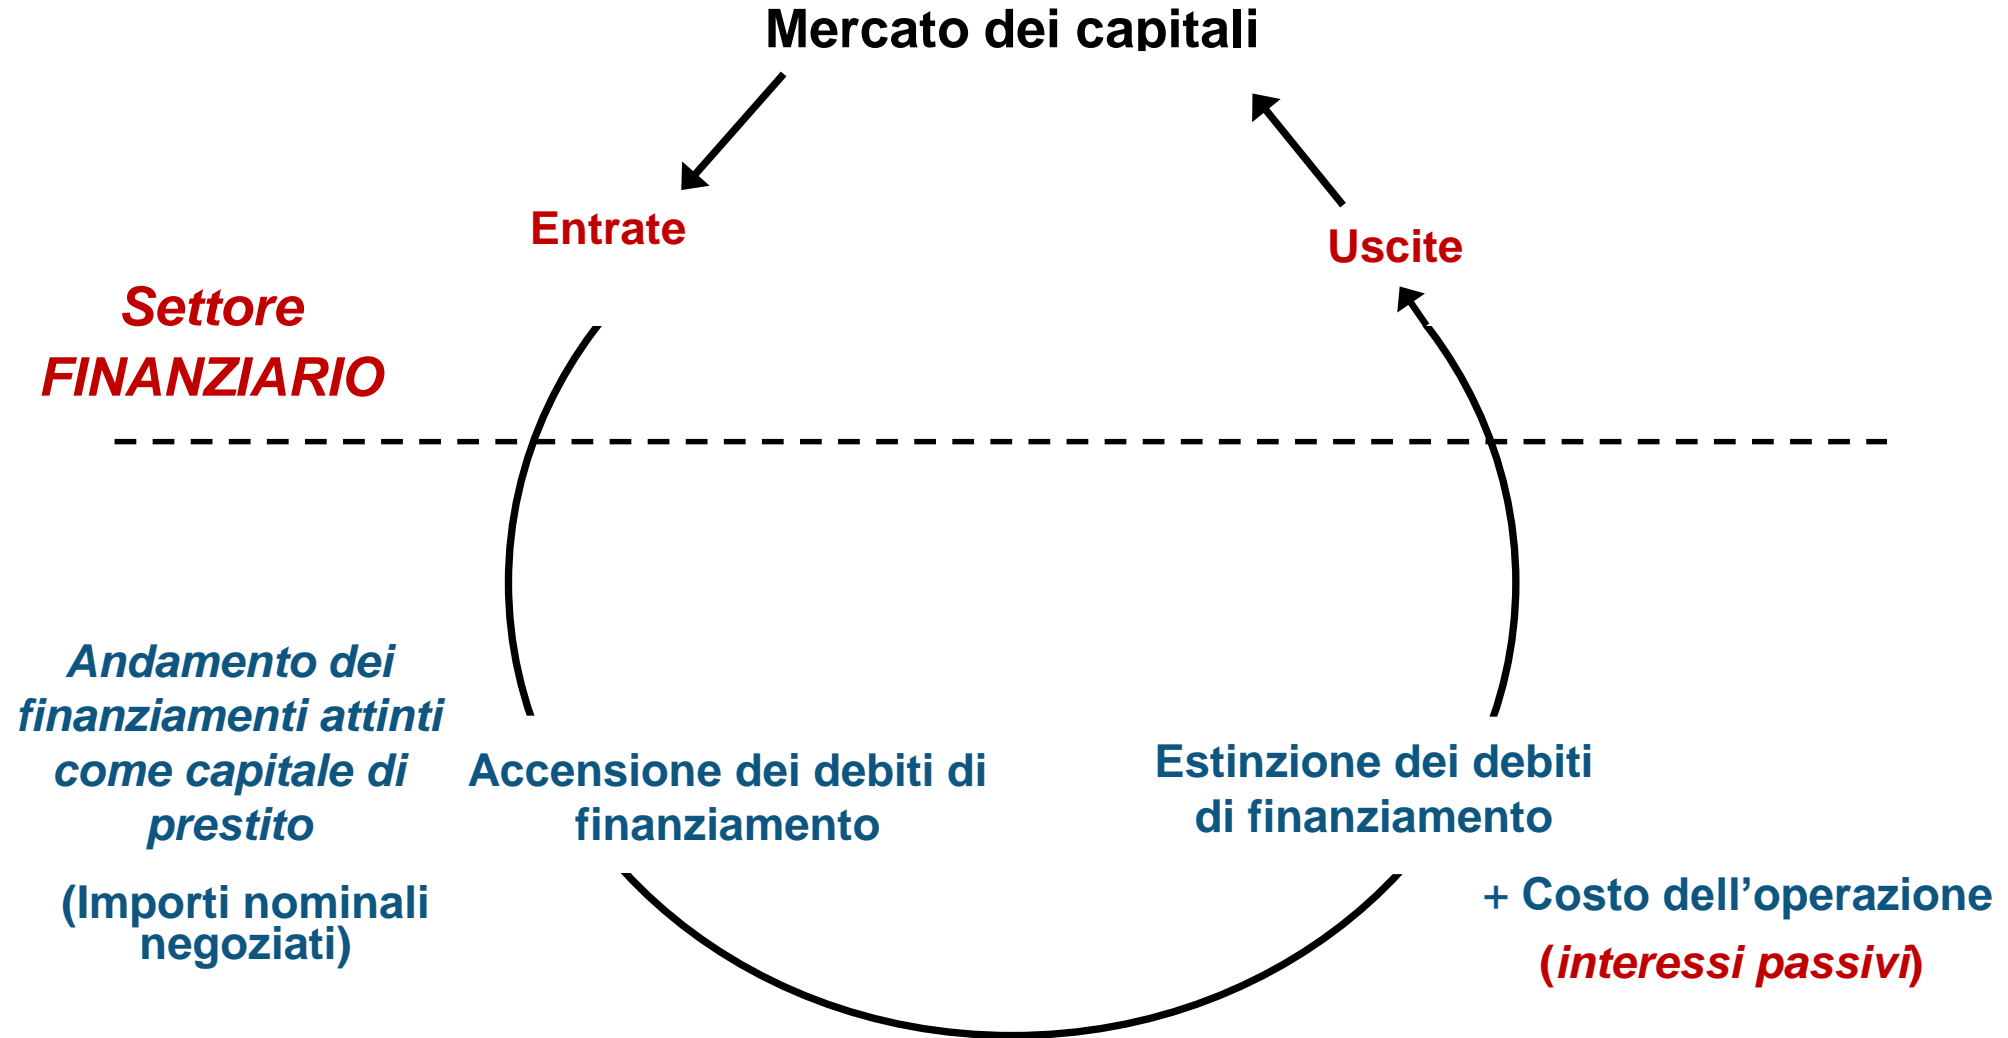 Mercato dei capitali
Entrate
Uscite
Settore
FINANZIARIO
Andamento dei
finanziamenti attinti
come capitale di
prestito
(Importi nominali
negoziati)
Accensione dei debiti di
finanziamento
Estinzione dei debiti
di finanziamento
+ Costo dell’operazione
(interessi passivi)